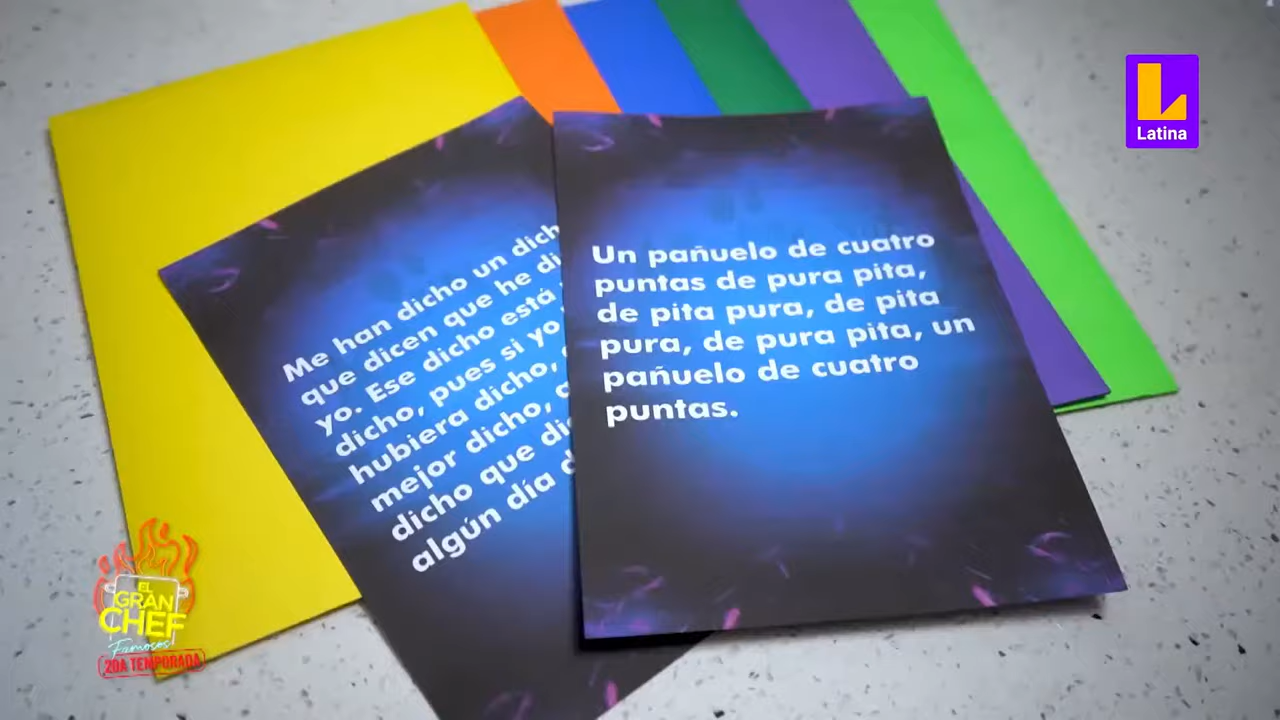 Latina
Me han dicho un dich
que dicen que he di
yo. Ese dicho está
dicho, pues si yo
hubiera dicho,
mejor dicho,
dicho que di
algún día
Un pañuelo de cuatro
puntas de pura pita,
de pita pura, de pita
pura, de pura pita, un
pañuelo de cuatro
puntas.
EL
GRAN
CHEF
Famosos
2DA TEMPORADA